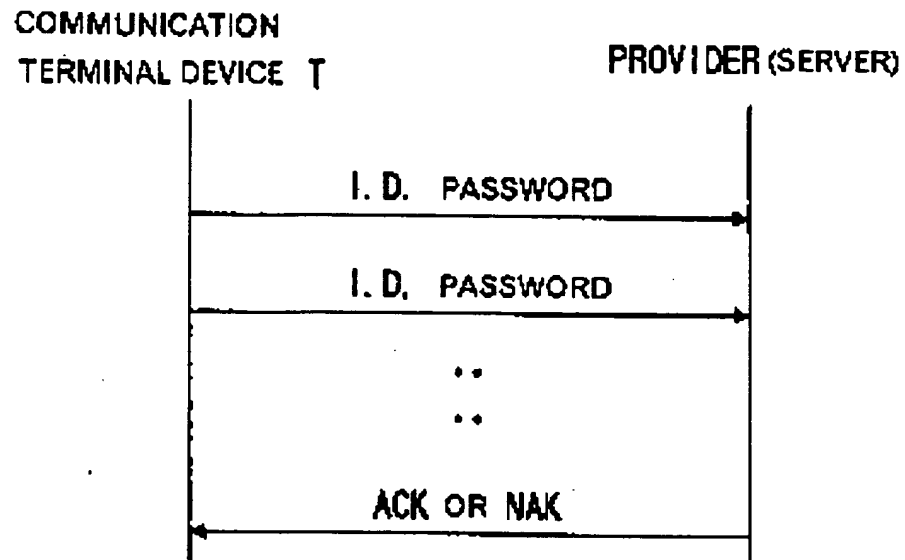 COMMUNICATION
TERMINAL DEVICE T
PROVIDER (SERVER)
I. D. PASSWORD
I. D. PASSWORD
ACK OR NAK